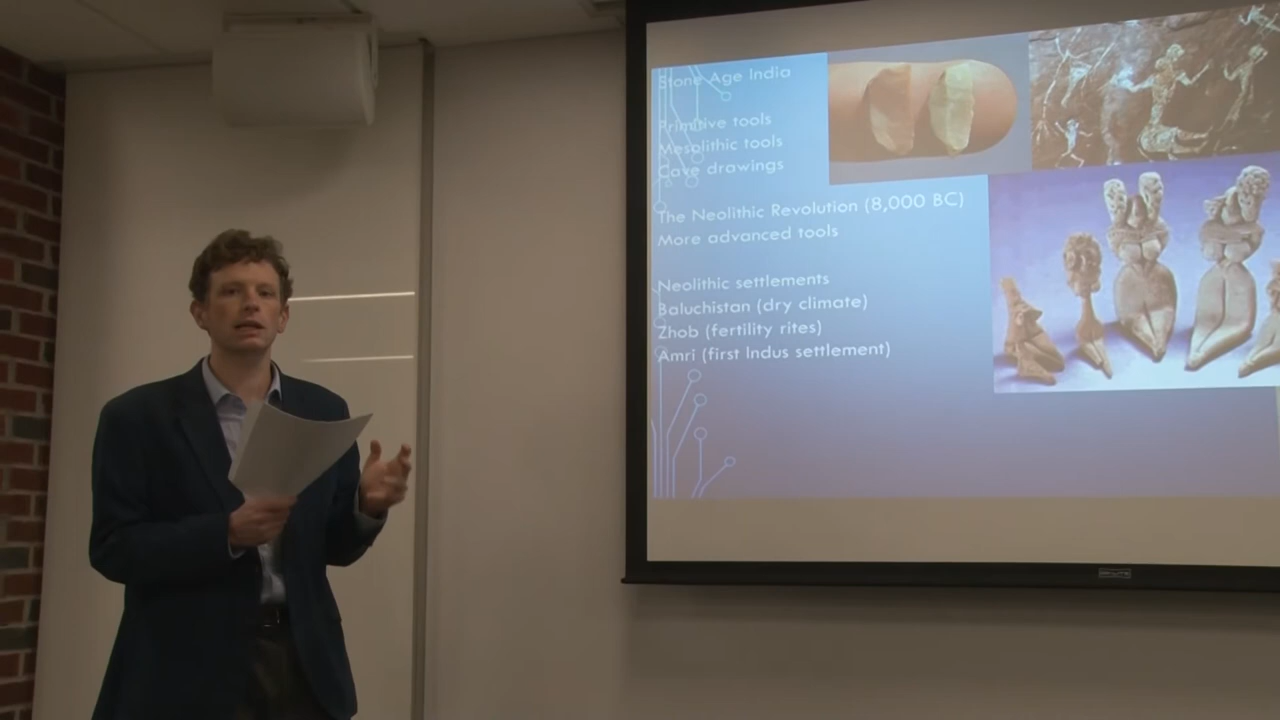 Stone Age India
Primitive tools
Mesolithic tools
Cave drawings
The Neolithic Revolution (8,000 BC)
More advanced tools
Neolithic settlements
Baluchistan (dry climate)
Zhob (fertility rites)
Amri (first Indus settlement)